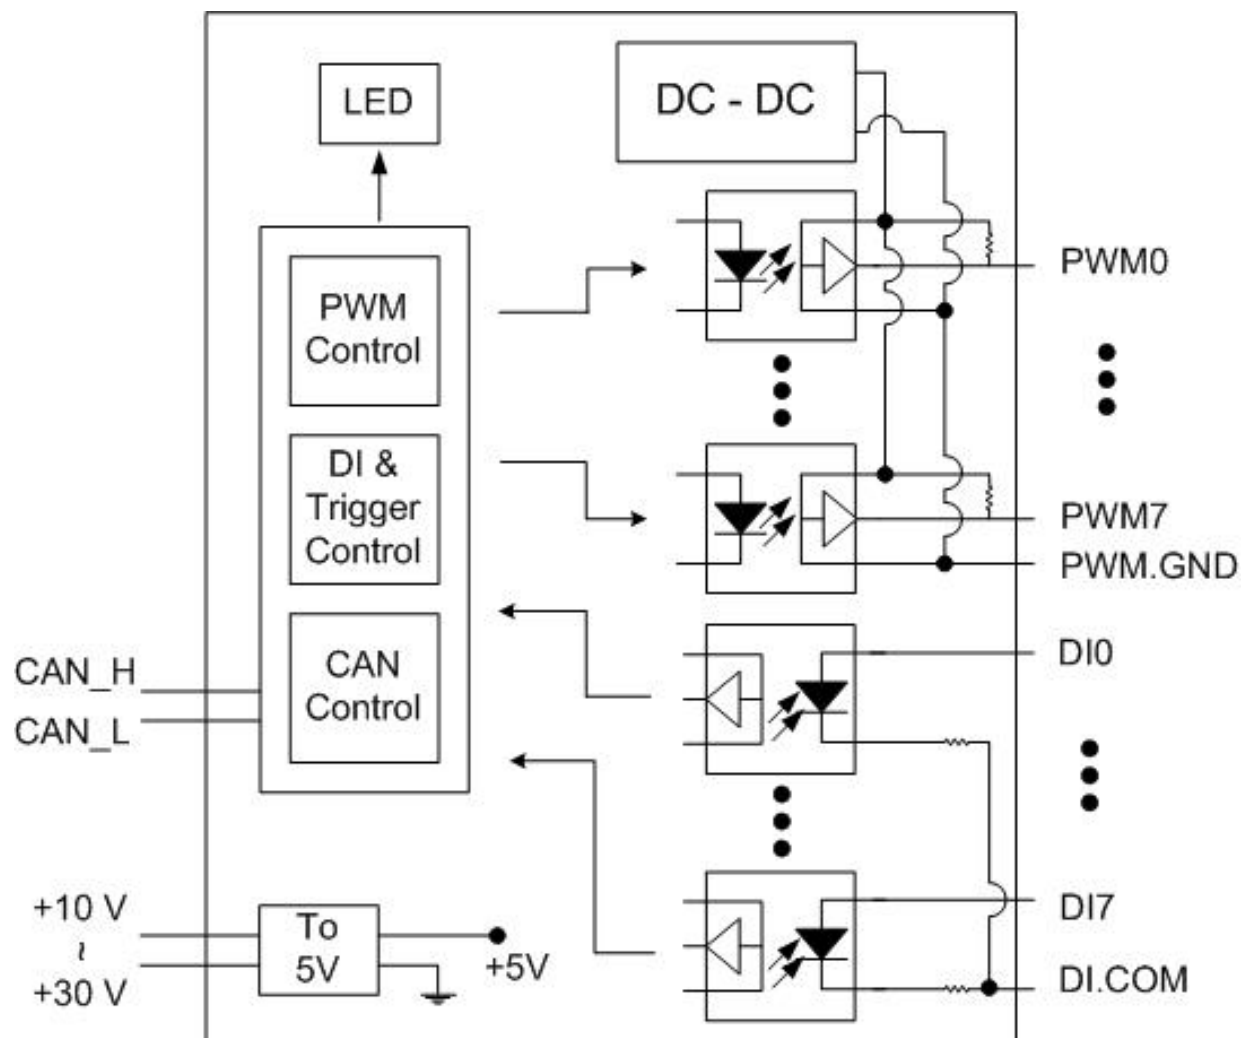 LED
DC - DC
PWM
Control
PWM0
DI &
Trigger
Control
PWM7
PWM.GND
CAN
Control
CAN_H
CAN_L
DI0
+10 V
~
+30 V
To
5V
+5V
DI7
DI.COM